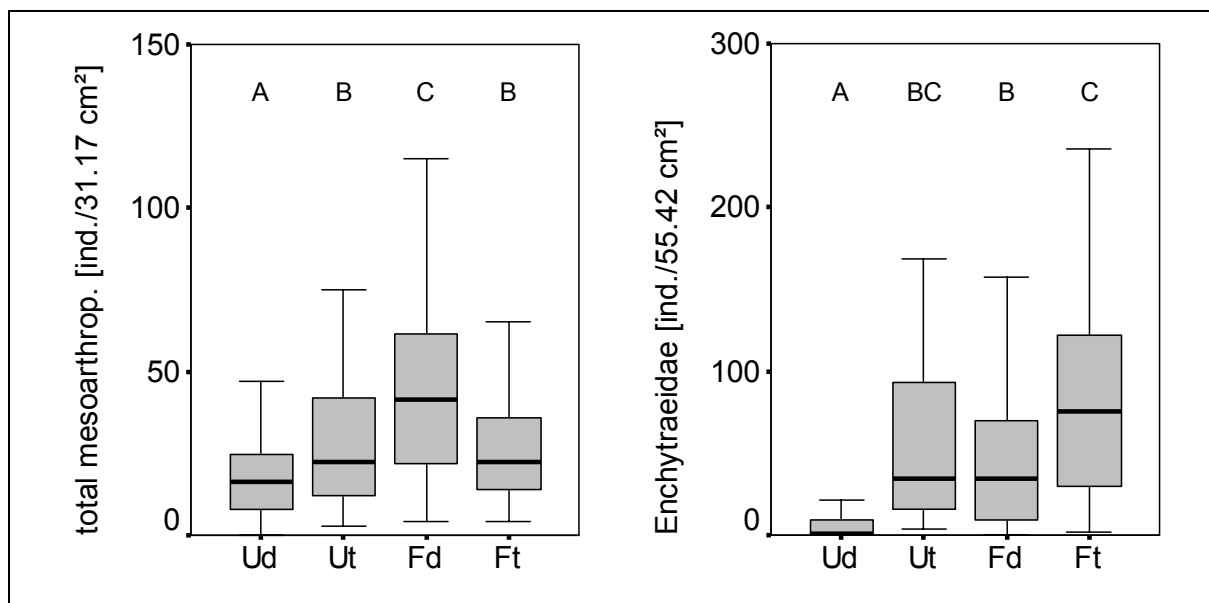 total mesoarthrop. [ind./31.17 cm²]
150
100
50
0
A B C B
Ud Ut Fd Ft
Enchytraeidae [ind./55.42 cm²]
300
200
100
0
A BC B C
Ud Ut Fd Ft